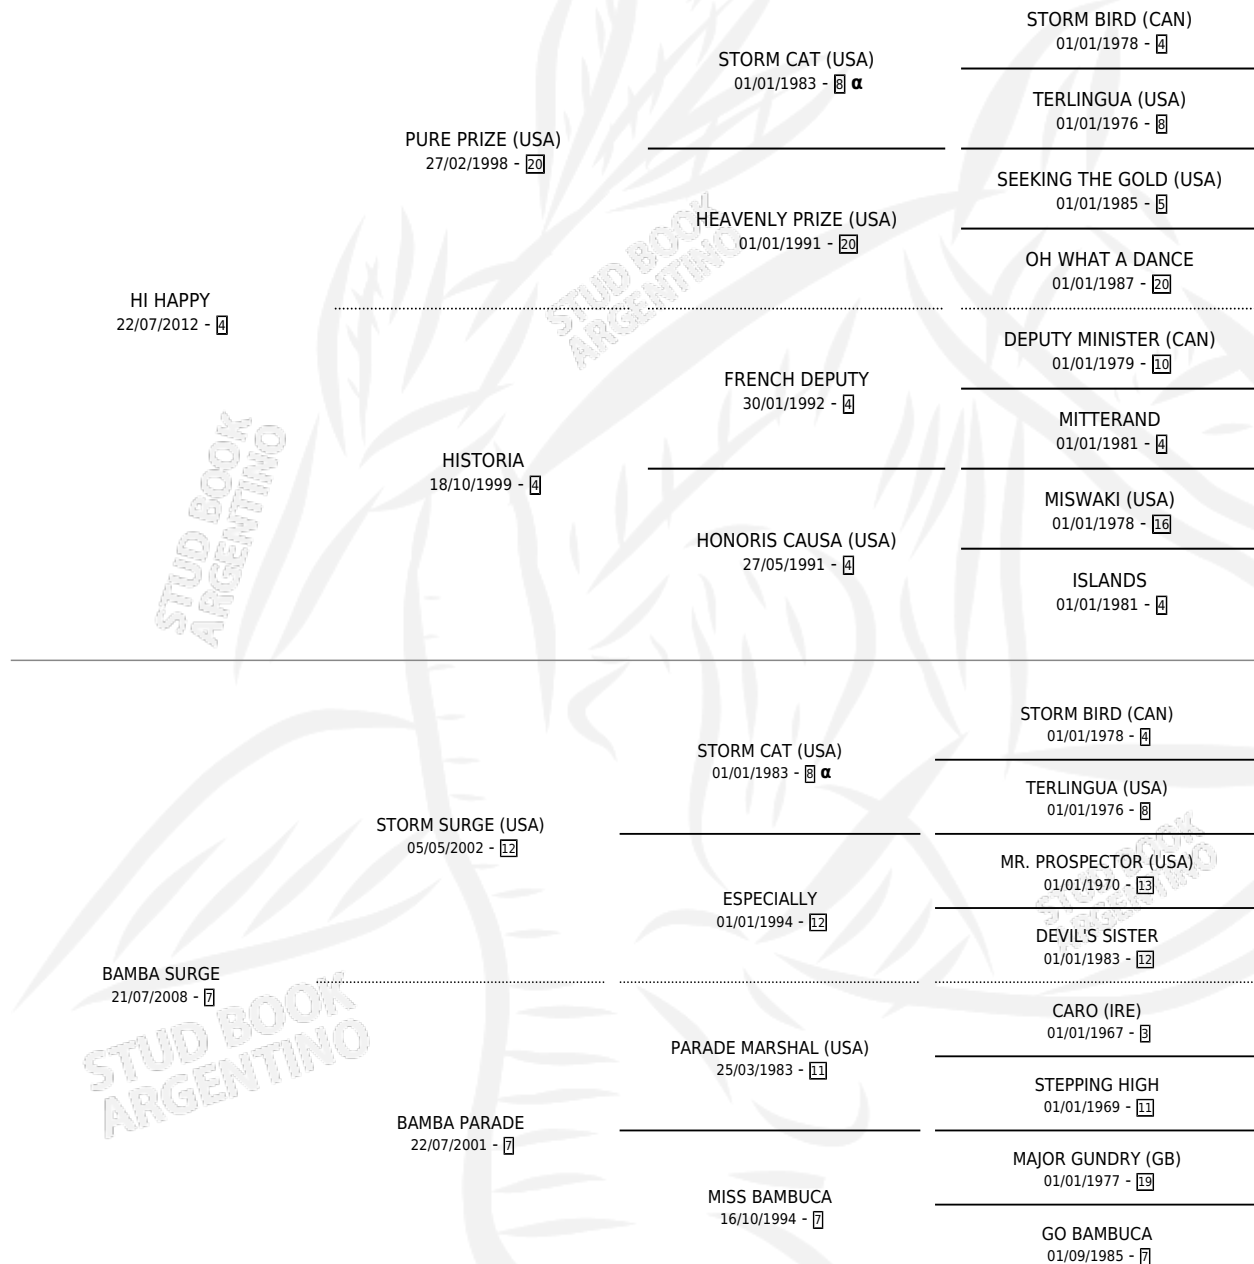 STORM BIRD (CAN)
01/01/1978 - 4
STORM CAT (USA)
01/01/1983 - 8 α
TERLINGUA (USA)
01/01/1976 - 8
PURE PRIZE (USA)
27/02/1998 - 20
SEEKING THE GOLD (USA)
01/01/1985 - 5
HEAVENLY PRIZE (USA)
01/01/1991 - 20
OH WHAT A DANCE
01/01/1987 - 20
HI HAPPY
22/07/2012 - 4
DEPUTY MINISTER (CAN)
01/01/1979 - 10
FRENCH DEPUTY
30/01/1992 - 4
MITTERAND
01/01/1981 - 4
HISTORIA
18/10/1999 - 4
MISWAKI (USA)
01/01/1978 - 16
HONORIS CAUSA (USA)
27/05/1991 - 4
ISLANDS
01/01/1981 - 4
STORM BIRD (CAN)
01/01/1978 - 4
STORM CAT (USA)
01/01/1983 - 8 α
TERLINGUA (USA)
01/01/1976 - 8
STORM SURGE (USA)
05/05/2002 - 12
MR. PROSPECTOR (USA)
01/01/1970 - 13
ESPECIALLY
01/01/1994 - 12
DEVIL'S SISTER
01/01/1983 - 12
BAMBA SURGE
21/07/2008 - 7
CARO (IRE)
01/01/1967 - 3
PARADE MARSHAL (USA)
25/03/1983 - 11
STEPPING HIGH
01/01/1969 - 11
BAMBA PARADE
22/07/2001 - 7
MAJOR GUNDRY (GB)
01/01/1977 - 19
MISS BAMBUCA
16/10/1994 - 7
GO BAMBUCA
01/09/1985 - 7
STUD BOOK
ARGENTINO
STUD BOOK
ARGENTINO
STUD BOOK
ARGENTINO
STUD BOOK
ARGENTINO